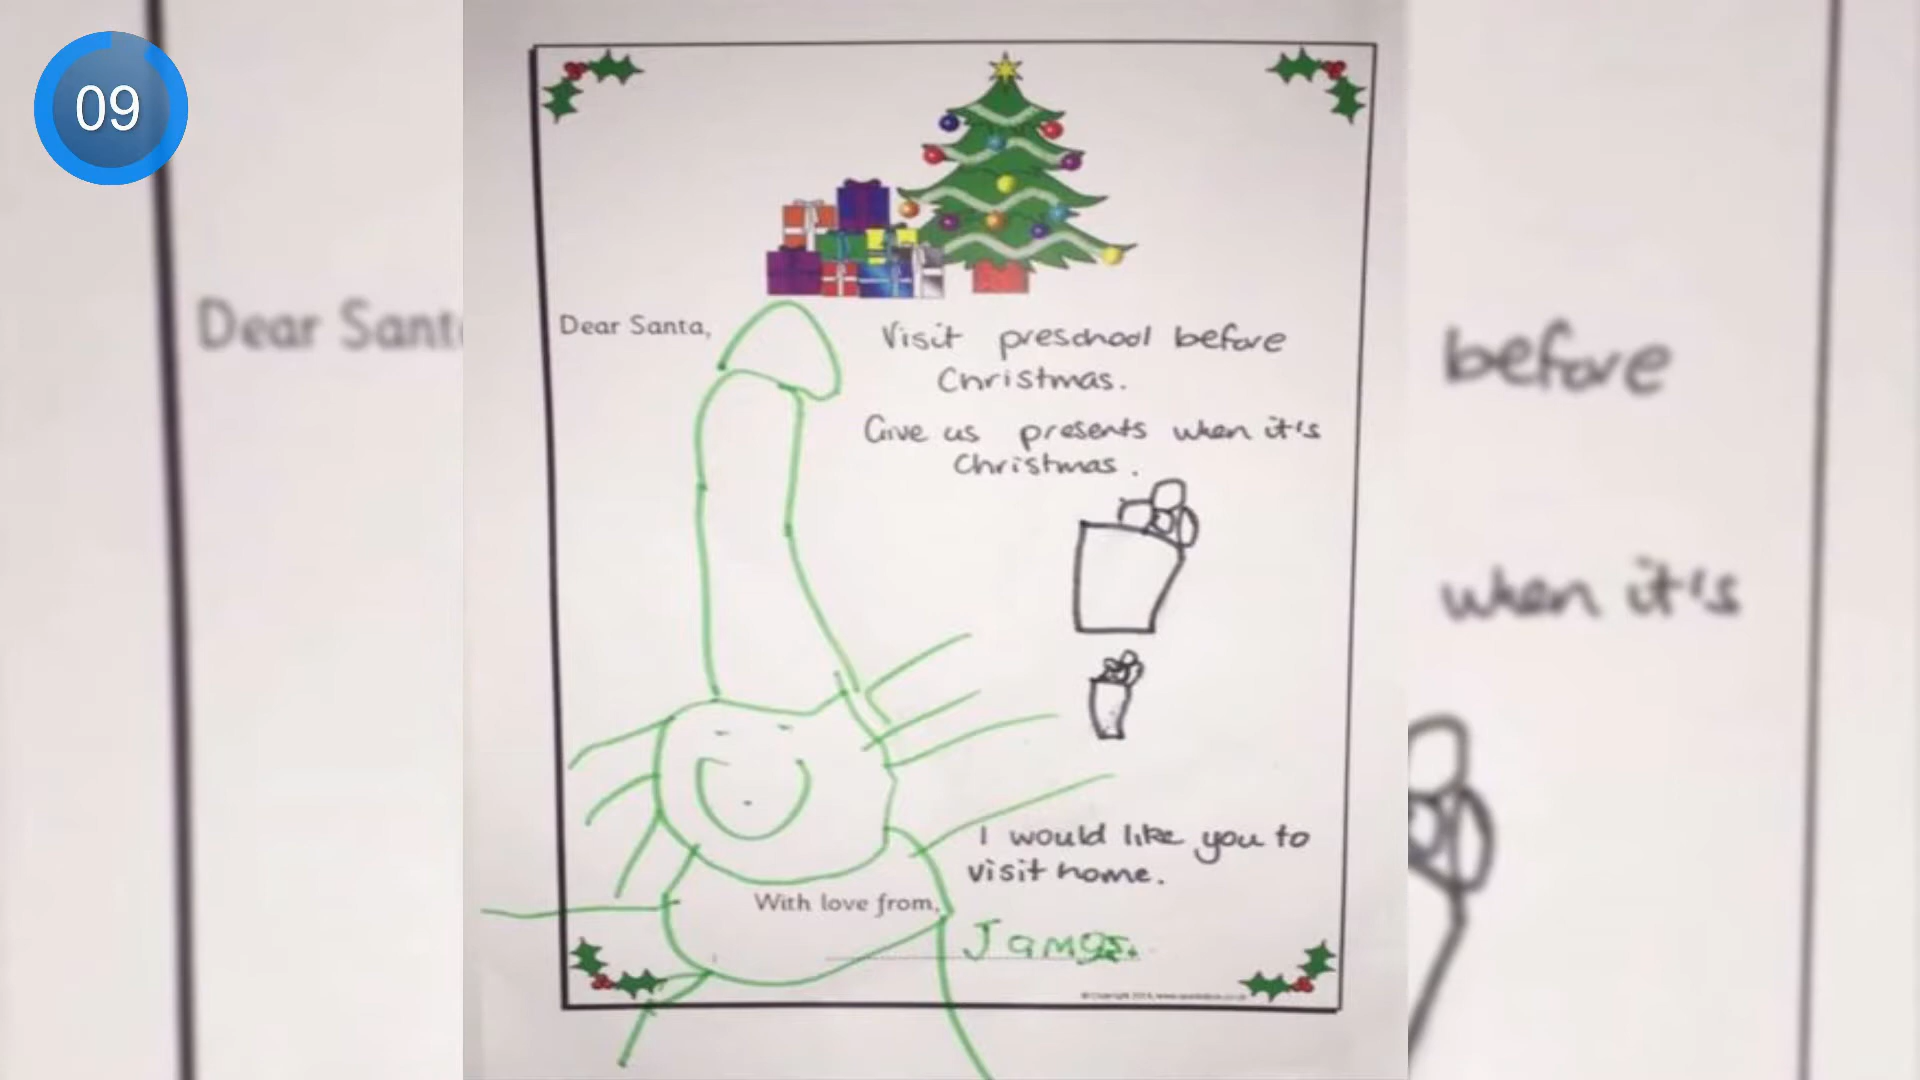 09
Dear Santa,
Visit preschool before
Christmas.
Give us presents when it's
Christmas.
I would like you to
visit home.
With love from,
James.
Dear Sant
before
when it's